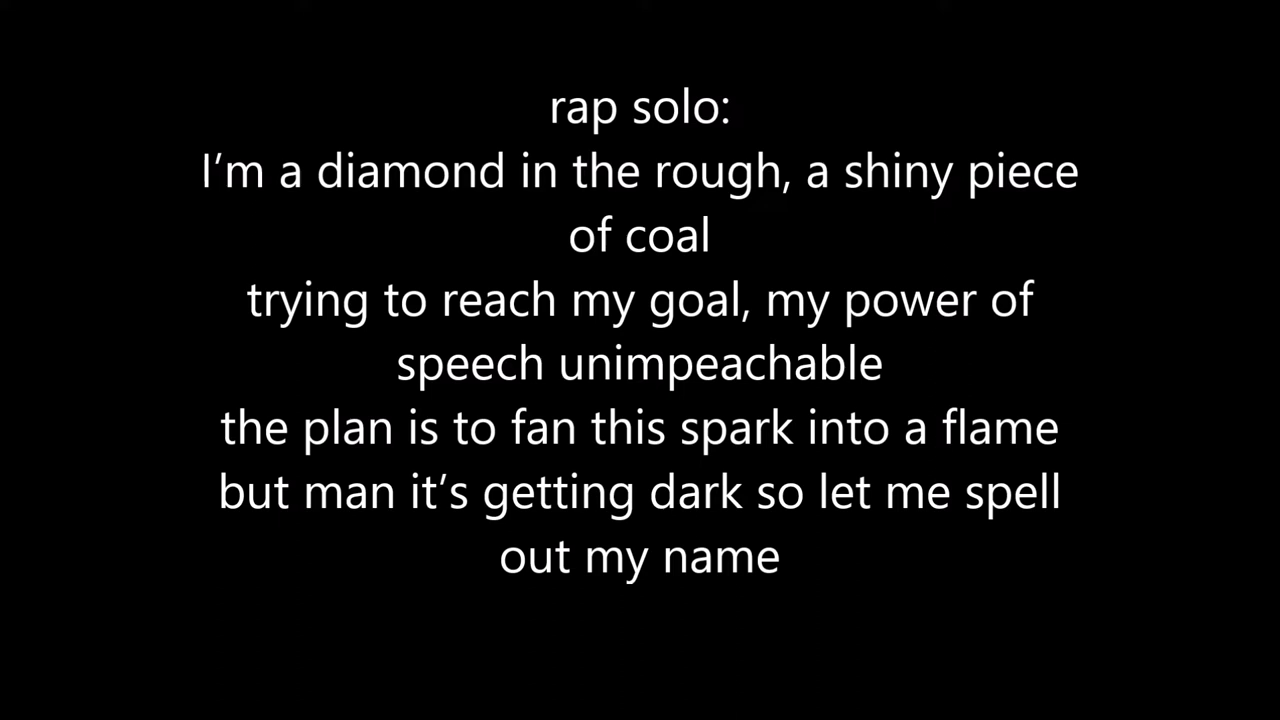 rap solo:
I’m a diamond in the rough, a shiny piece
of coal
trying to reach my goal, my power of
speech unimpeachable
the plan is to fan this spark into a flame
but man it’s getting dark so let me spell
out my name